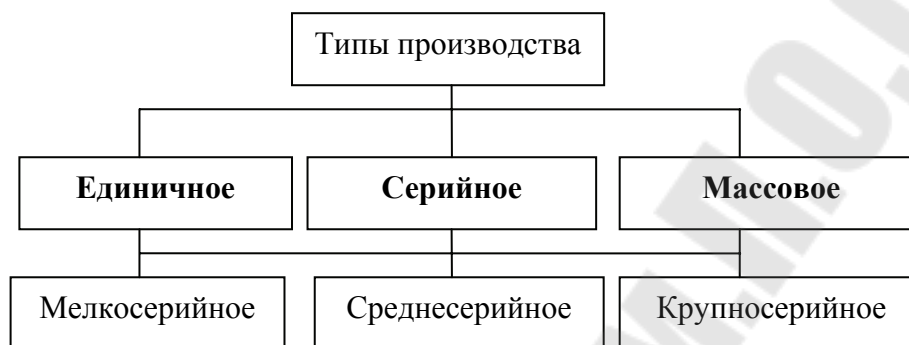 Типы производства
Единичное
Серийное
Массовое
Мелкосерийное
Среднесерийное
Крупносерийное